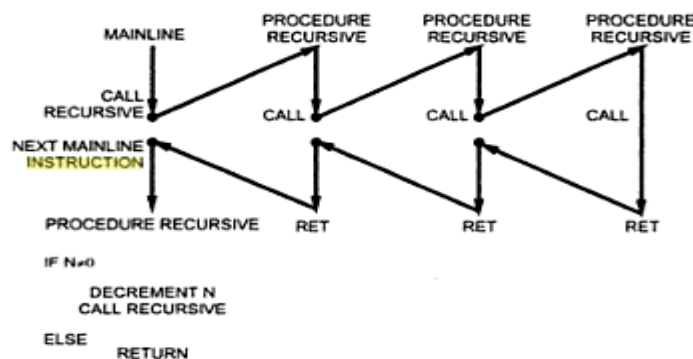 MAINLINE
PROCEDURE
RECURSIVE
PROCEDURE
RECURSIVE
PROCEDURE
RECURSIVE
CALL
RECURSIVE
CALL
CALL
CALL
NEXT MAINLINE
INSTRUCTION
PROCEDURE RECURSIVE
RET
RET
RET
IF N≠0
DECREMENT N
CALL RECURSIVE
ELSE
RETURN